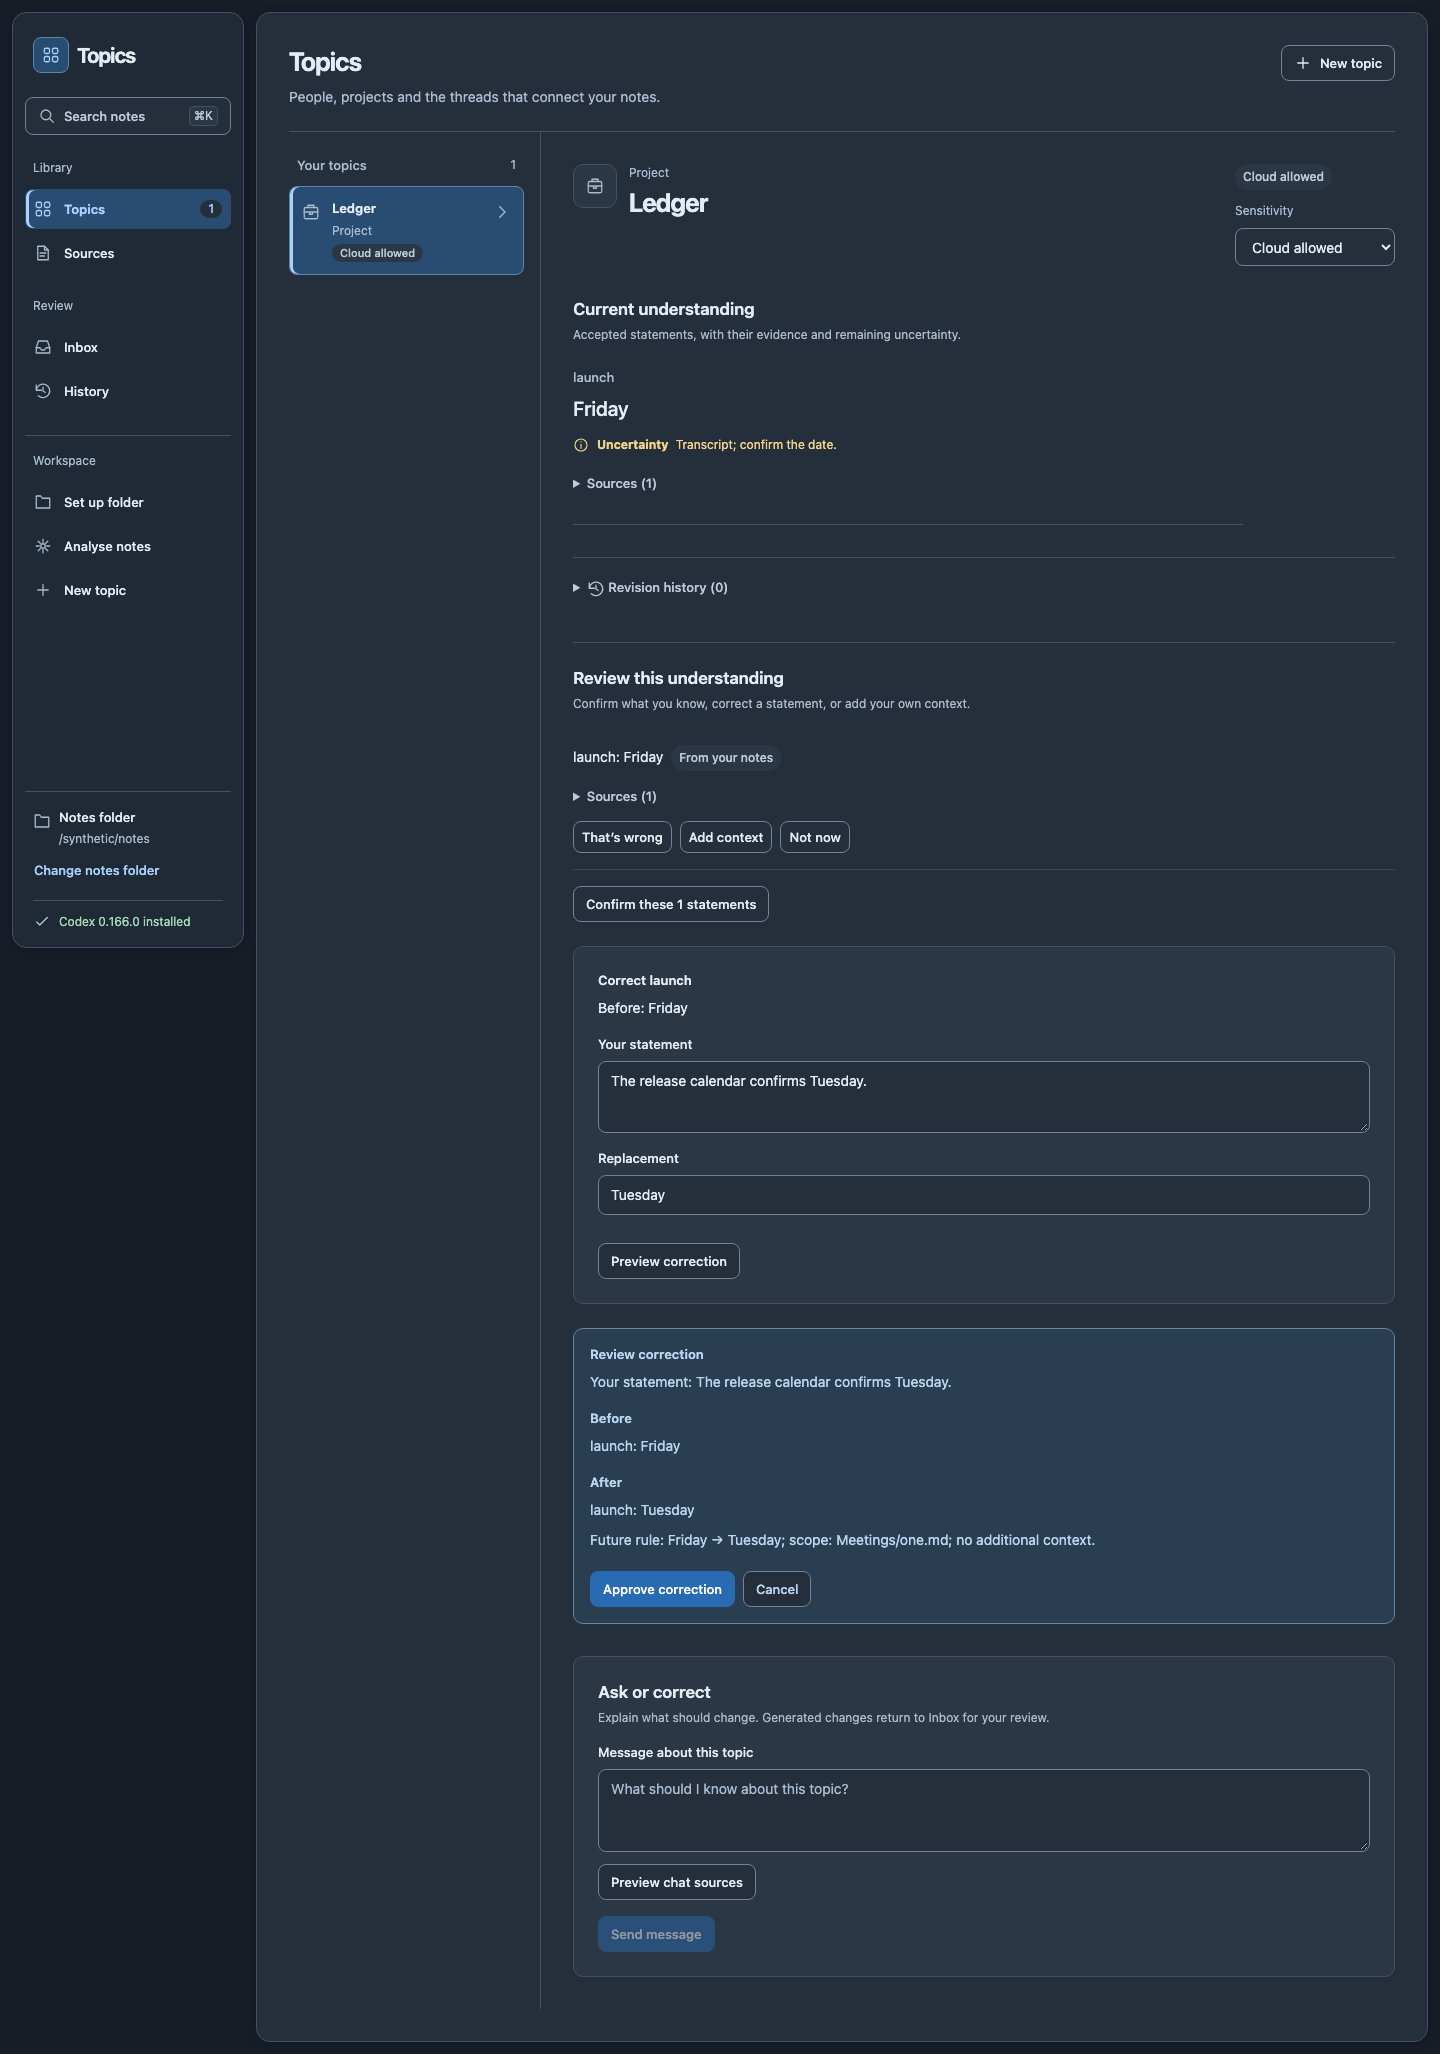 Topics
Search notes ⌘K
Library
Topics 1
Sources
Review
Inbox
History
Workspace
Set up folder
Analyse notes
New topic
Notes folder
/synthetic/notes
Change notes folder
Codex 0.166.0 installed
Topics
New topic
People, projects and the threads that connect your notes.
Your topics 1
Ledger
Project
Cloud allowed
Project
Ledger
Cloud allowed
Sensitivity
Cloud allowed
Current understanding
Accepted statements, with their evidence and remaining uncertainty.
launch
Friday
Uncertainty Transcript; confirm the date.
Sources (1)
Revision history (0)
Review this understanding
Confirm what you know, correct a statement, or add your own context.
launch: Friday From your notes
Sources (1)
That’s wrong Add context Not now
Confirm these 1 statements
Correct launch
Before: Friday
Your statement
The release calendar confirms Tuesday.
Replacement
Tuesday
Preview correction
Review correction
Your statement: The release calendar confirms Tuesday.
Before
launch: Friday
After
launch: Tuesday
Future rule: Friday → Tuesday; scope: Meetings/one.md; no additional context.
Approve correction Cancel
Ask or correct
Explain what should change. Generated changes return to Inbox for your review.
Message about this topic
What should I know about this topic?
Preview chat sources
Send message